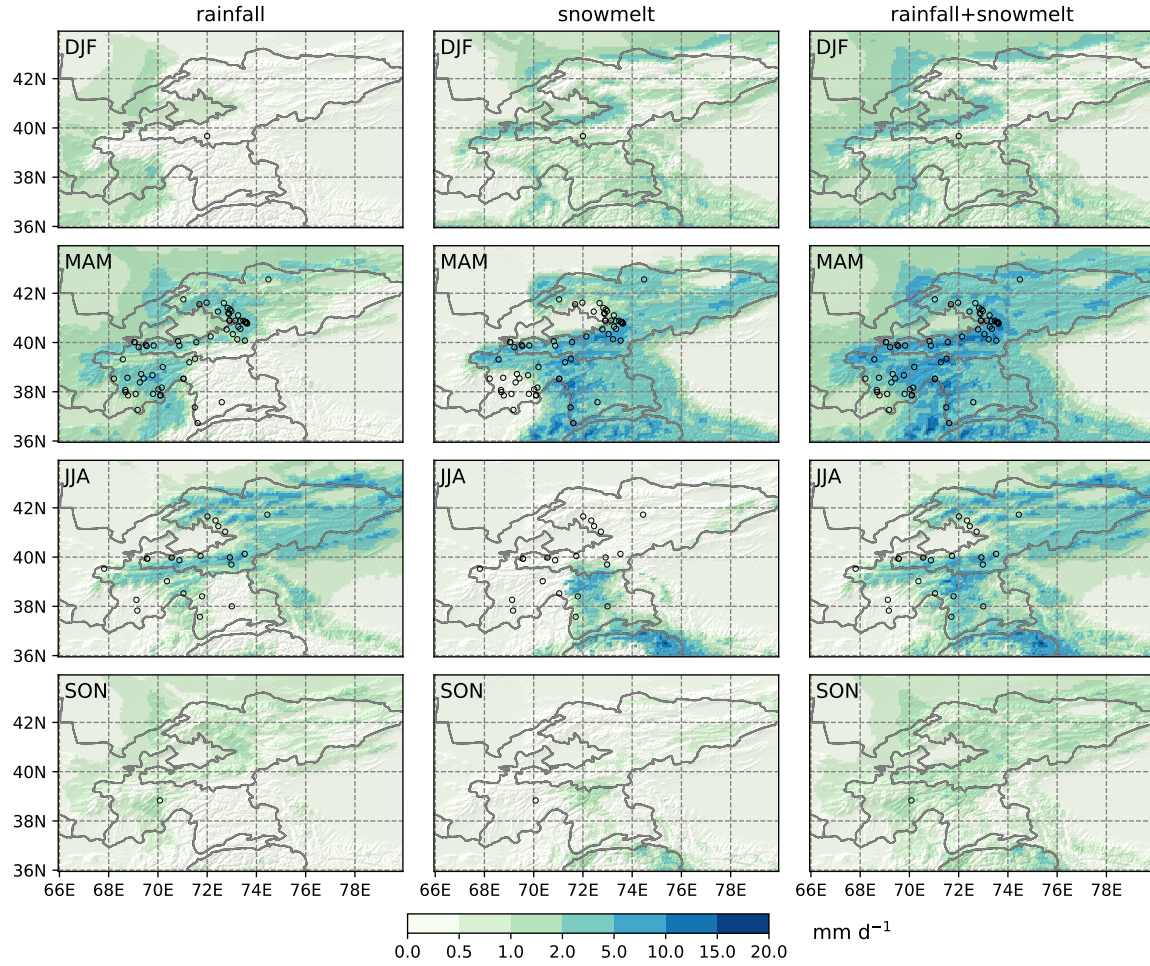 rainfall snowmelt rainfall+snowmelt
DJF DJF DJF
42N
40N
38N
36N
MAM MAM MAM
42N
40N
38N
36N
JJA JJA JJA
42N
40N
38N
36N
SON SON SON
42N
40N
38N
36N
66E 68E 70E 72E 74E 76E 78E 66E 68E 70E 72E 74E 76E 78E 66E 68E 70E 72E 74E 76E 78E
0.0 0.5 1.0 2.0 5.0 10.0 15.0 20.0 mm d⁻¹